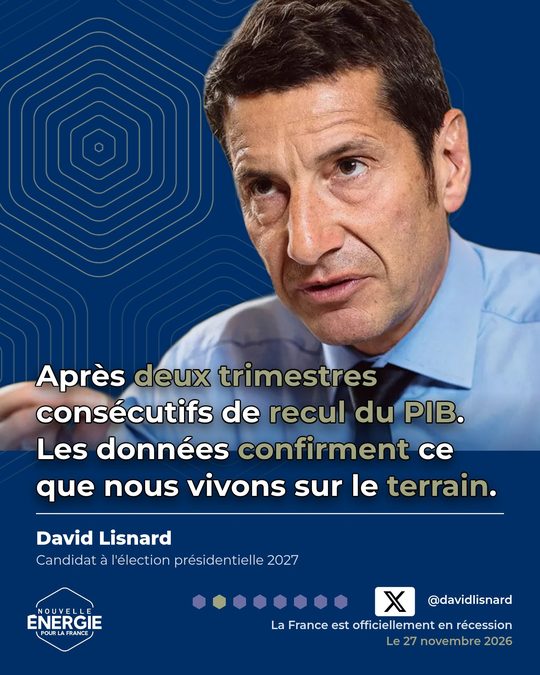 Après deux trimestres
consécutifs de recul du PIB.
Les données confirment ce
que nous vivons sur le terrain.
David Lisnard
Candidat à l'élection présidentielle 2027
NOUVELLE
ÉNERGIE
POUR LA FRANCE
@davidlisnard
La France est officiellement en récession
Le 27 novembre 2026